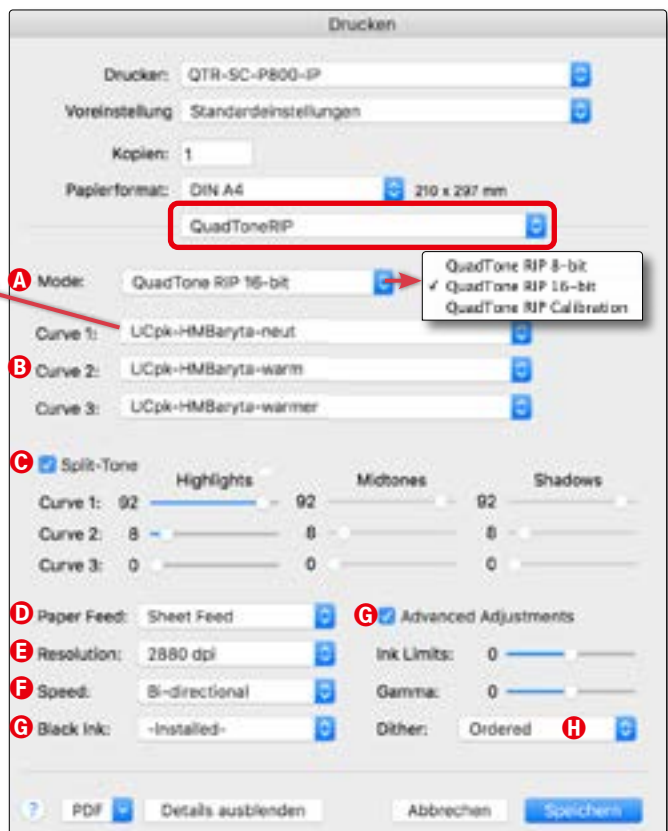 Drucken
Drucker: QTR-SC-P800-IP
Voreinstellung Standardeinstellungen
Kopien: 1
Papierformat: DIN A4 210 x 297 mm
QuadToneRIP
A Mode: QuadTone RIP 16-bit
QuadTone RIP 8-bit
✓ QuadTone RIP 16-bit
QuadTone RIP Calibration
Curve 1: UCpk-HMBaryta-neut
B Curve 2: UCpk-HMBaryta-warm
Curve 3: UCpk-HMBaryta-warmer
C Split-Tone
Highlights Midtones Shadows
Curve 1: 92 92 92
Curve 2: 8 8 8
Curve 3: 0 0 0
D Paper Feed: Sheet Feed G Advanced Adjustments
E Resolution: 2880 dpi Ink Limits: 0
F Speed: Bi-directional Gamma: 0
G Black Ink: -Installed- Dither: Ordered H
? PDF Details ausblenden Abbrechen Speichern